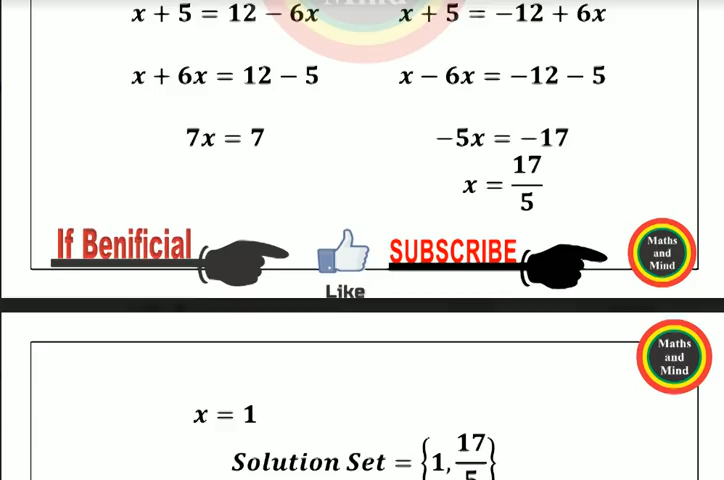 x + 5 = 12 − 6x
x + 5 = −12 + 6x
x + 6x = 12 − 5
x − 6x = −12 − 5
7x = 7
−5x = −17
x = 17/5
If Benificial
Like
SUBSCRIBE
Maths
and
Mind
Maths
and
Mind
x = 1
Solution Set = {1, 17/5}